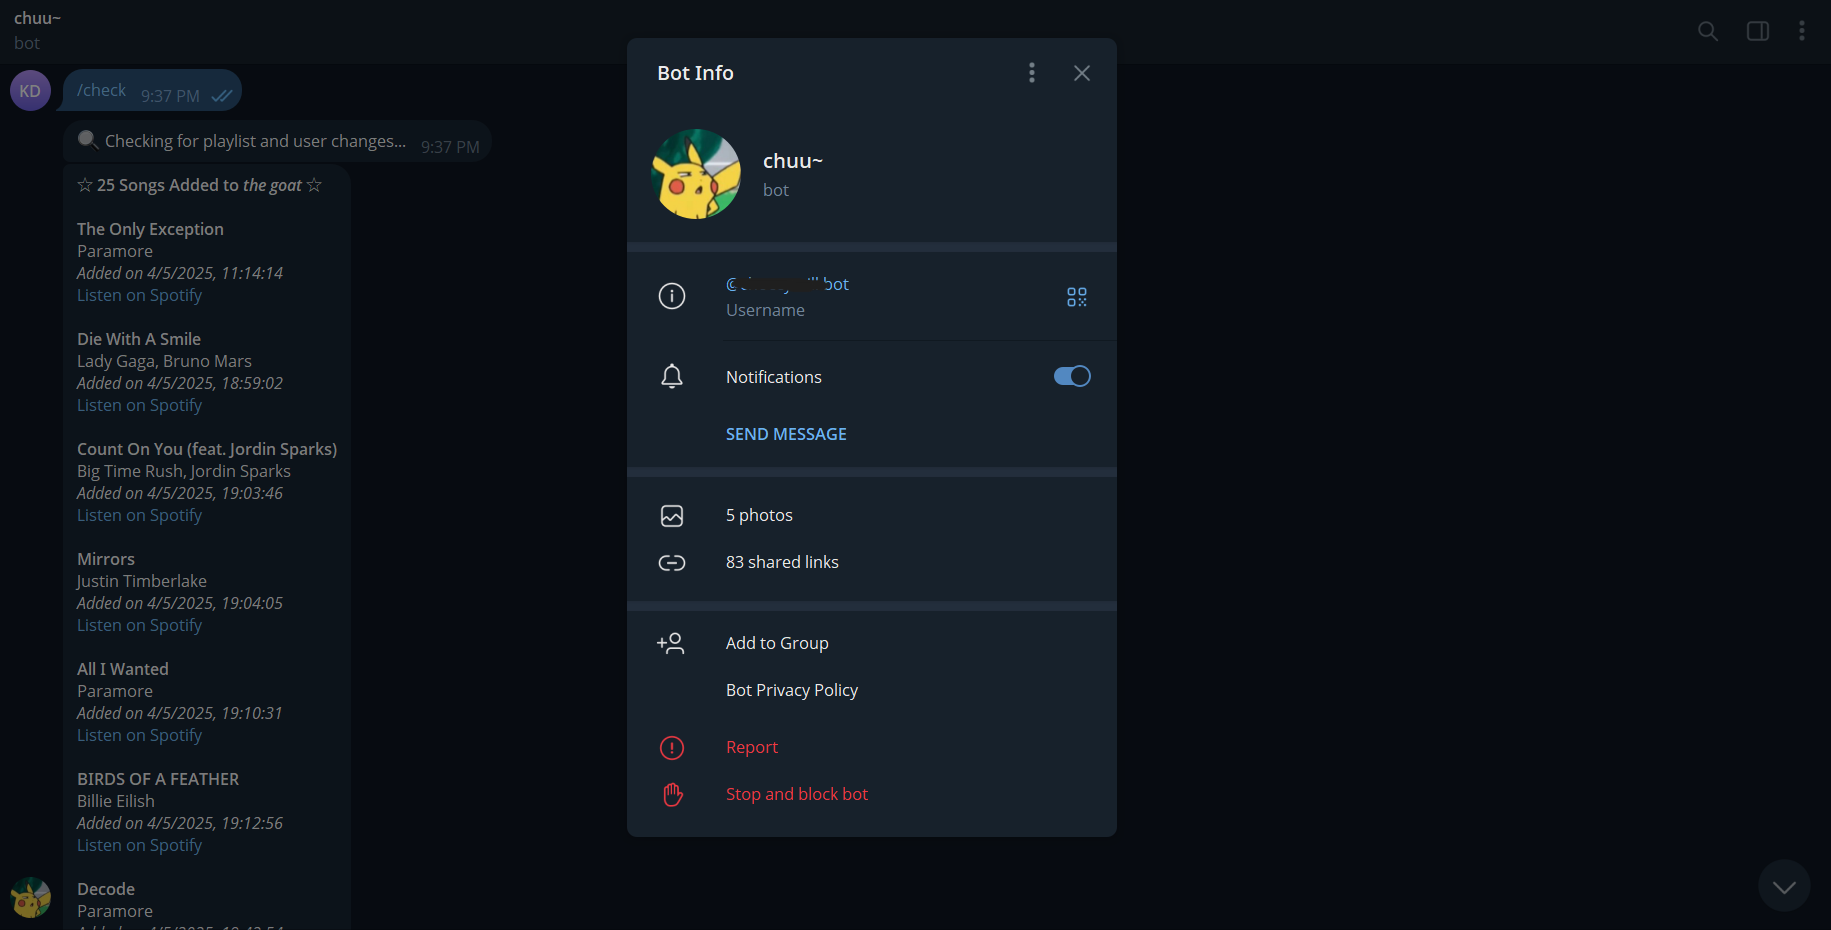 chuu~
bot
KD
/check 9:37 PM
Checking for playlist and user changes... 9:37 PM
☆ 25 Songs Added to the goat ☆
The Only Exception
Paramore
Added on 4/5/2025, 11:14:14
Listen on Spotify
Die With A Smile
Lady Gaga, Bruno Mars
Added on 4/5/2025, 18:59:02
Listen on Spotify
Count On You (feat. Jordin Sparks)
Big Time Rush, Jordin Sparks
Added on 4/5/2025, 19:03:46
Listen on Spotify
Mirrors
Justin Timberlake
Added on 4/5/2025, 19:04:05
Listen on Spotify
All I Wanted
Paramore
Added on 4/5/2025, 19:10:31
Listen on Spotify
BIRDS OF A FEATHER
Billie Eilish
Added on 4/5/2025, 19:12:56
Listen on Spotify
Decode
Paramore
Bot Info
chuu~
bot
Username
Notifications
SEND MESSAGE
5 photos
83 shared links
Add to Group
Bot Privacy Policy
Report
Stop and block bot